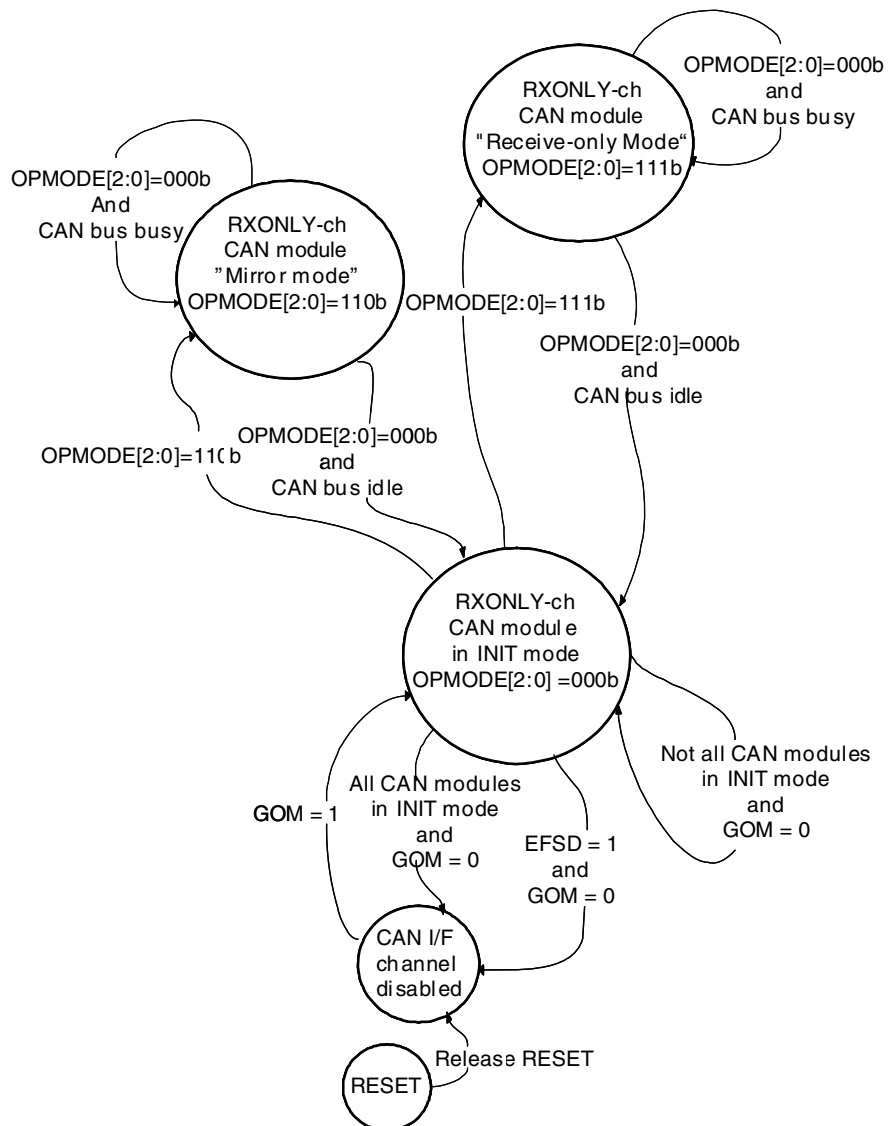 OPMODE[2:0]=000b
and
CAN bus busy
RXONLY-ch
CAN module
"Receive-only Mode“
OPMODE[2:0]=111b
OPMODE[2:0]=000b
And
CAN bus busy
RXONLY-ch
CAN module
”Mirror mode”
OPMODE[2:0]=110b
OPMODE[2:0]=111b
OPMODE[2:0]=000b
and
CAN bus idle
OPMODE[2:0]=110b
OPMODE[2:0]=000b
and
CAN bus idle
RXONLY-ch
CAN module
in INIT mode
OPMODE[2:0] =000b
GOM = 1
All CAN modules
in INIT mode
and
GOM = 0
EFSD = 1
and
GOM = 0
Not all CAN modules
in INIT mode
and
GOM = 0
CAN I/F
channel
disabled
Release RESET
RESET